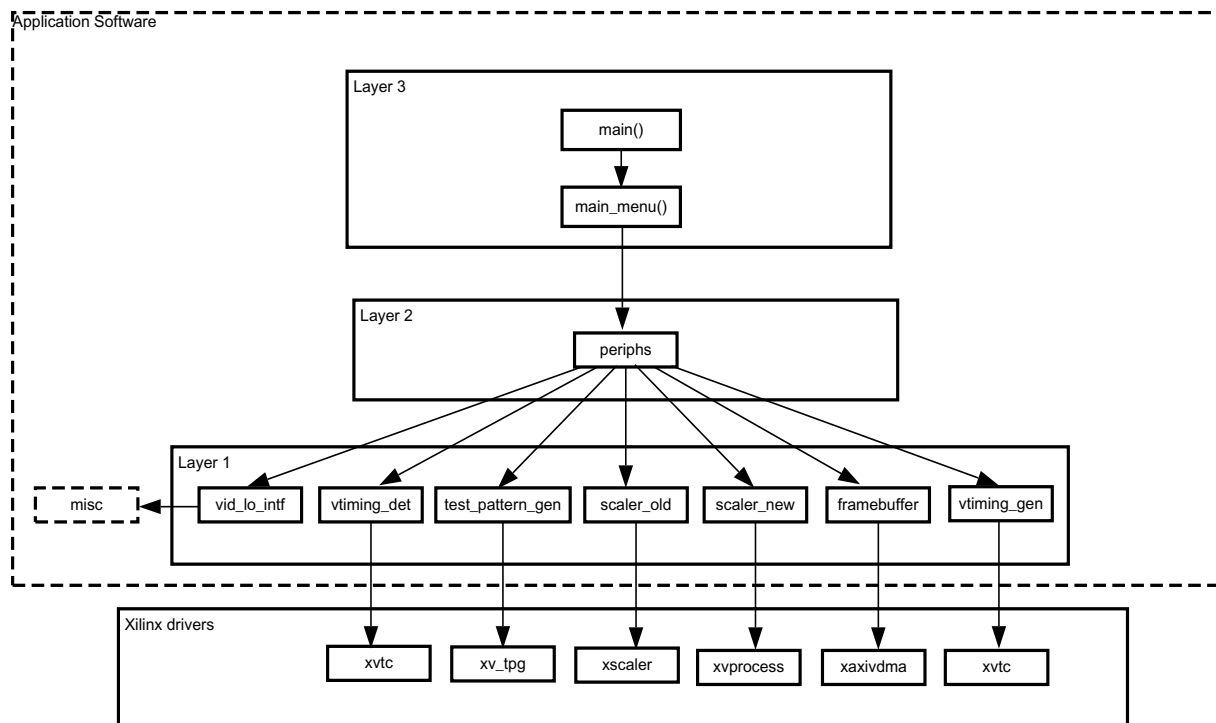 Application Software
Layer 3
main()
main_menu()
Layer 2
periphs
Layer 1
misc
vid_lo_intf
vtiming_det
test_pattern_gen
scaler_old
scaler_new
framebuffer
vtiming_gen
Xilinx drivers
xvtc
xv_tpg
xscaler
xvprocess
xaxivdma
xvtc